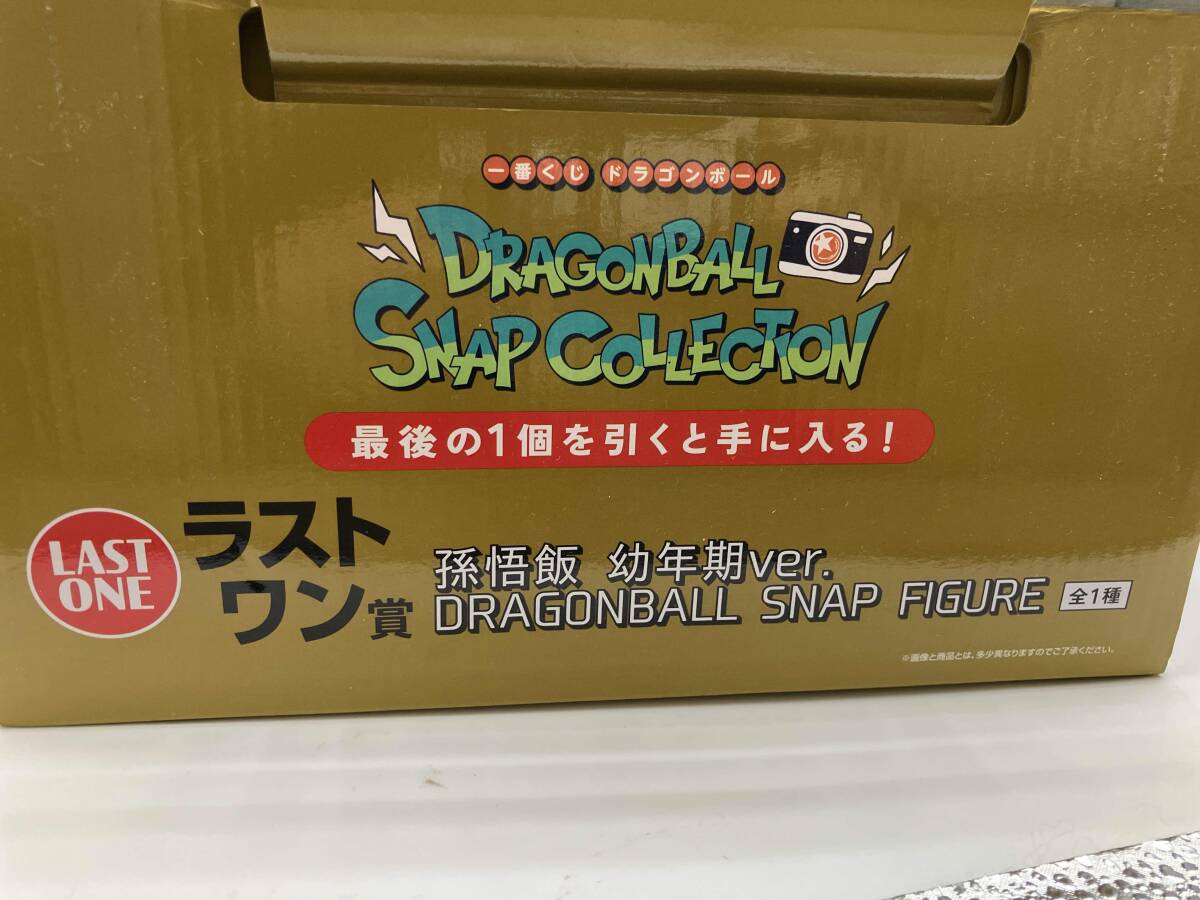 一番くじ ドラゴンボール
DRAGONBALL
SNAP COLLECTION
最後の1個を引くと手に入る!
LAST
ONE
ラスト
ワン賞
孫悟飯 幼年期ver.
DRAGONBALL SNAP FIGURE 全1種
※画像と商品とは、多少異なりますのでご了承ください。